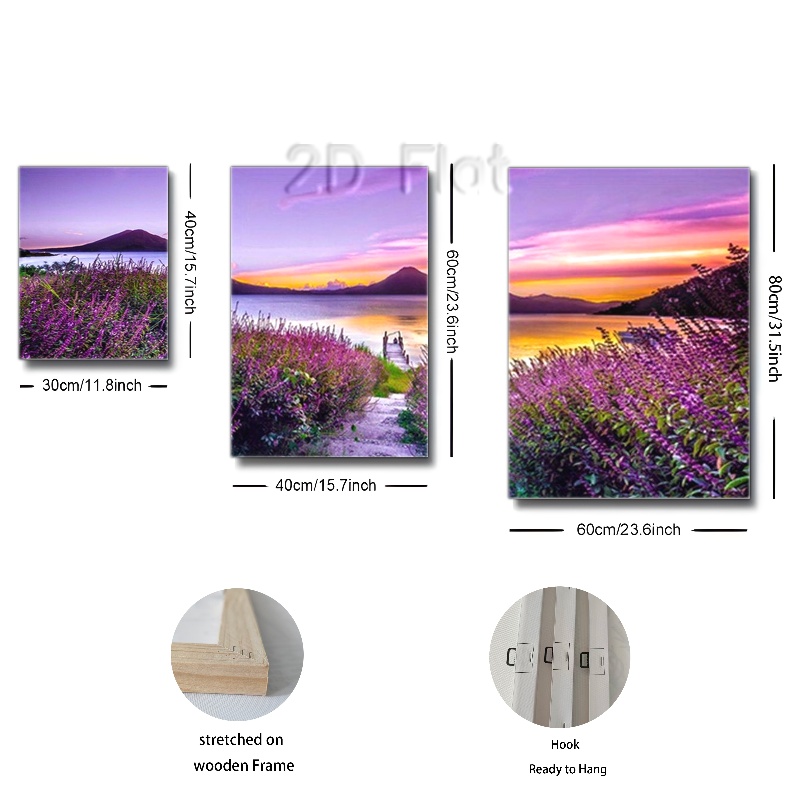 2D Flat
40cm/15.7inch
30cm/11.8inch
60cm/23.6inch
40cm/15.7inch
80cm/31.5inch
60cm/23.6inch
stretched on
wooden Frame
Hook
Ready to Hang